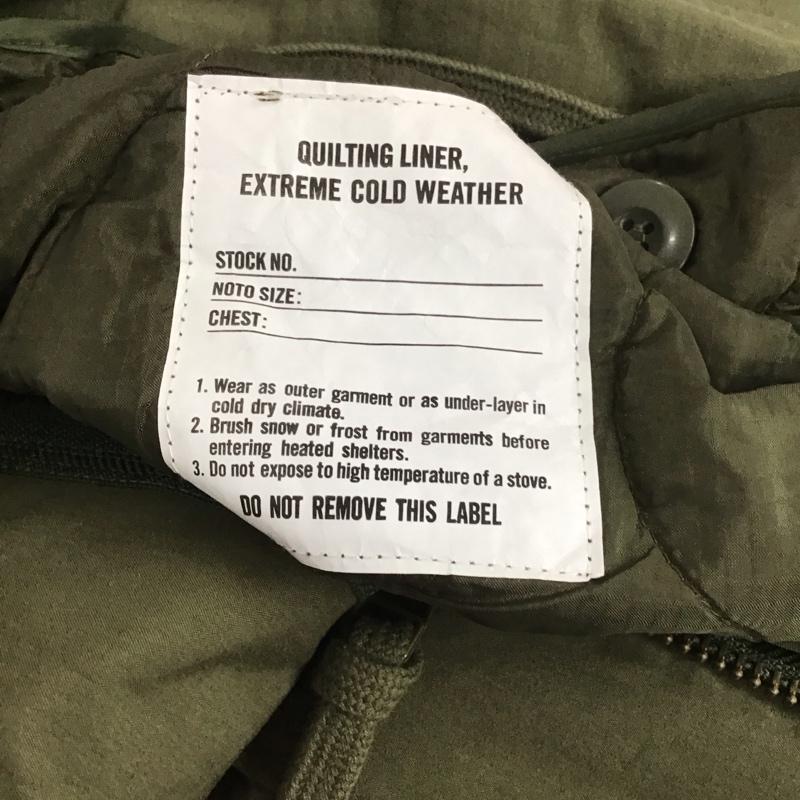 QUILTING LINER,
EXTREME COLD WEATHER
STOCK NO.
NOTO SIZE:
CHEST:
1. Wear as outer garment or as under-layer in
cold dry climate.
2. Brush snow or frost from garments before
entering heated shelters.
3. Do not expose to high temperature of a stove.
DO NOT REMOVE THIS LABEL